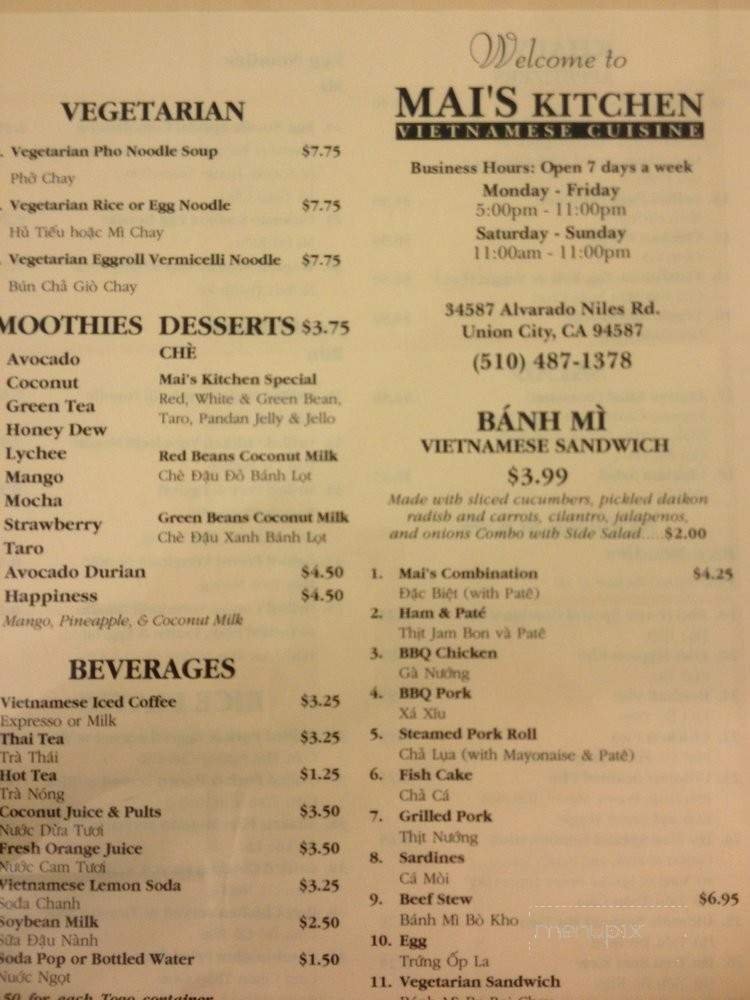 VEGETARIAN
. Vegetarian Pho Noodle Soup $7.75
Phở Chay
. Vegetarian Rice or Egg Noodle $7.75
Hủ Tiếu hoặc Mì Chay
. Vegetarian Eggroll Vermicelli Noodle $7.75
Bún Chả Giò Chay
MOOTHIES
Avocado
Coconut
Green Tea
Honey Dew
Lychee
Mango
Mocha
Strawberry
Taro
DESSERTS $3.75
CHÈ
Mai's Kitchen Special
Red, White & Green Bean,
Taro, Pandan Jelly & Jello
Red Beans Coconut Milk
Chè Đậu Đỏ Bánh Lọt
Green Beans Coconut Milk
Chè Đậu Xanh Bánh Lọt
Avocado Durian $4.50
Happiness $4.50
Mango, Pineapple, & Coconut Milk
BEVERAGES
Vietnamese Iced Coffee $3.25
Expresso or Milk
Thai Tea $3.25
Trà Thái
Hot Tea $1.25
Trà Nóng
Coconut Juice & Pults $3.50
Nước Dừa Tươi
Fresh Orange Juice $3.50
Nước Cam Tươi
Vietnamese Lemon Soda $3.25
Soda Chanh
Soybean Milk $2.50
Sữa Đậu Nành
Soda Pop or Bottled Water $1.50
Nước Ngọt
.50 for each Togo container
Welcome to
MAI'S KITCHEN
VIETNAMESE CUISINE
Business Hours: Open 7 days a week
Monday - Friday
5:00pm - 11:00pm
Saturday - Sunday
11:00am - 11:00pm
34587 Alvarado Niles Rd.
Union City, CA 94587
(510) 487-1378
BÁNH MÌ
VIETNAMESE SANDWICH
$3.99
Made with sliced cucumbers, pickled daikon
radish and carrots, cilantro, jalapenos,
and onions Combo with Side Salad.....$2.00
1. Mai's Combination $4.25
Đặc Biệt (with Patê)
2. Ham & Paté
Thịt Jam Bon và Patê
3. BBQ Chicken
Gà Nướng
4. BBQ Pork
Xá Xíu
5. Steamed Pork Roll
Chả Lụa (with Mayonaise & Patê)
6. Fish Cake
Chả Cá
7. Grilled Pork
Thịt Nướng
8. Sardines
Cá Mòi
9. Beef Stew $6.95
Bánh Mì Bò Kho
10. Egg
Trứng Ốp La
11. Vegetarian Sandwich
menupix